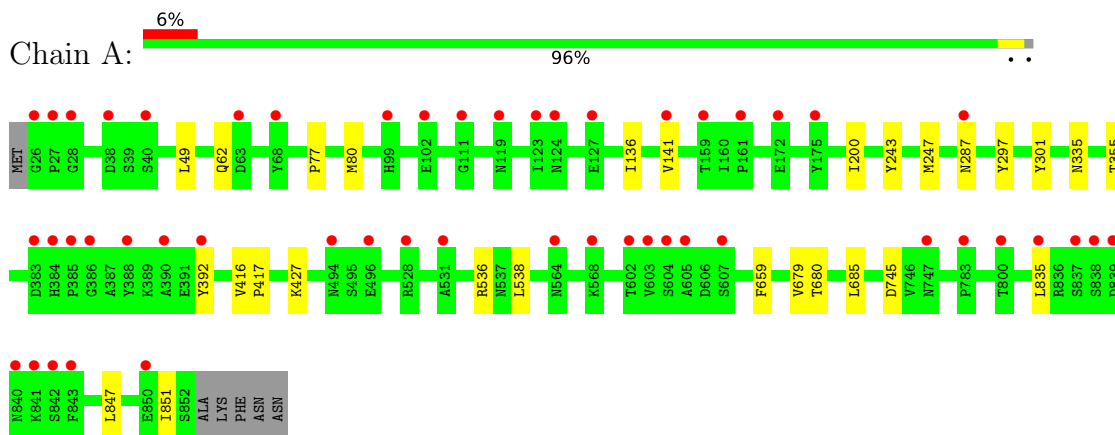 6%
Chain A:
96%
MET G26 P27 G28 D38 S39 S40 L49 Q62 D63 Y68 P77 M80 H99 E102 G111 N119 I123 N124 E127 I136 V141 T159 I160 P161 E172 Y175 I200 Y243 M247 N287 Y297 Y301 N335 T355
D383 H384 P385 G386 A387 Y388 K389 A390 E391 Y392 V416 P417 K427 N494 S495 E496 R528 A531 R536 N537 L538 N564 K568 T602 V603 S604 A605 D606 S607 F659 V679 T680 L685 D745 V746 N747 P783 T800 L835 R836 S837 S838 D839
N840 K841 S842 F843 L847 E850 I851 S852 ALA LYS PHE ASN ASN